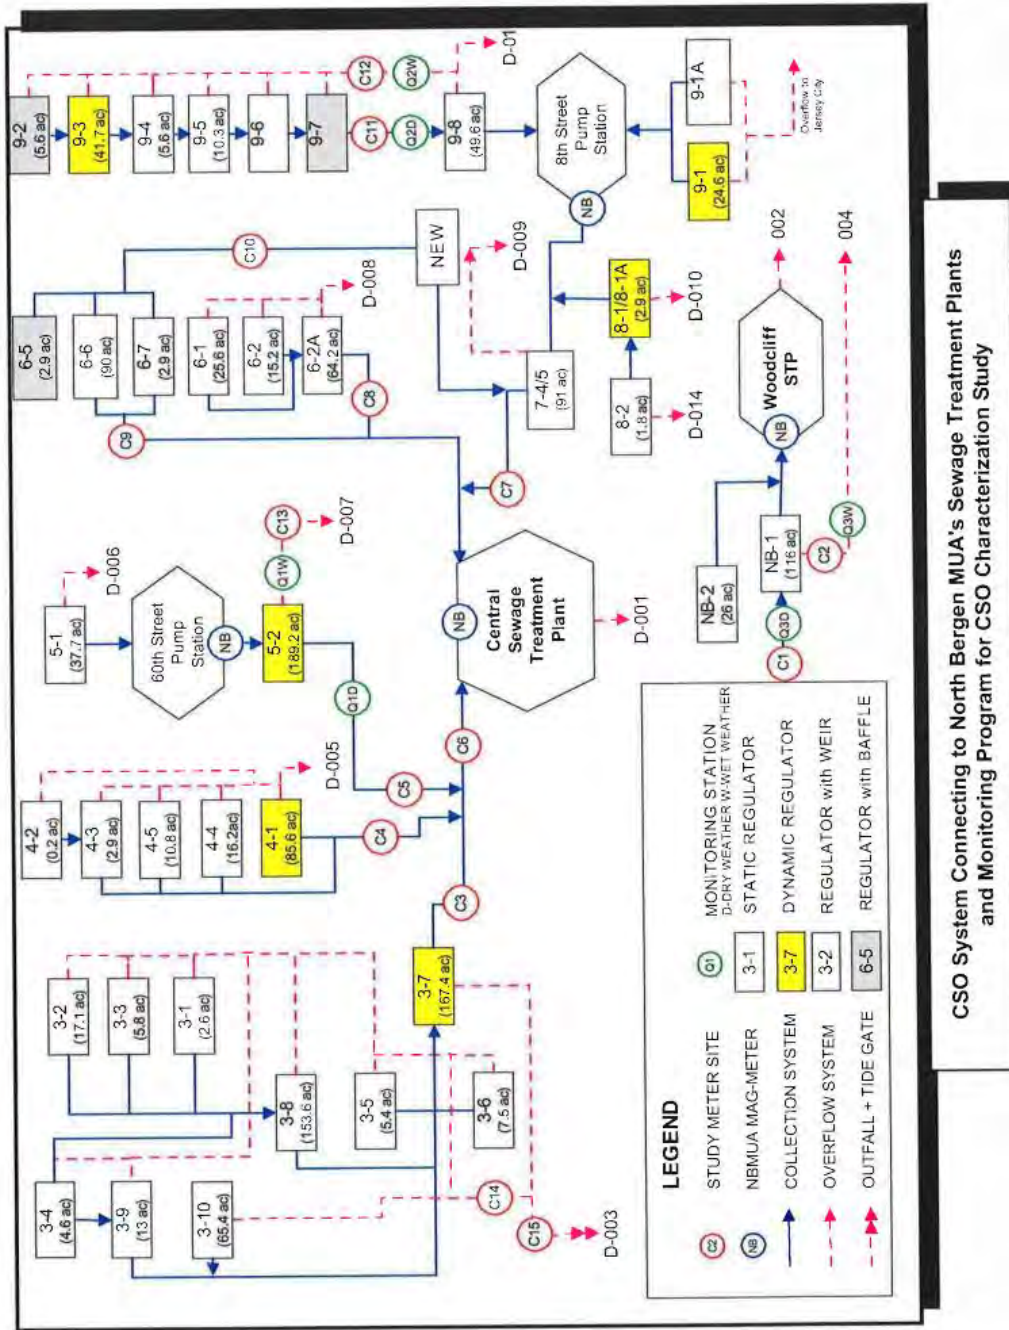 3-4
(4.6 ac)
3-9
(13 ac)
3-10
(65.4 ac)
3-2
(17.1 ac)
3-3
(5.8 ac)
3-1
(2.6 ac)
3-8
(153.6 ac)
3-5
(5.4 ac)
3-6
(7.5 ac)
C14
C15
D-003
3-7
(167.4 ac)
C3
4-2
(0.2 ac)
4-3
(2.9 ac)
4-5
(10.8 ac)
4-4
(16.2ac)
4-1
(85.6 ac)
D-005
C4
C5
C6
5-1
(37.7 ac)
D-006
60th Street
Pump
Station
NB
5-2
(189.2 ac)
Q1W
C13
D-007
Q1D
NB
Central
Sewage
Treatment
Plant
D-001
6-5
(2.9 ac)
6-6
(90 ac)
6-7
(2.9 ac)
C9
C10
6-1
(25.6 ac)
6-2
(15.2 ac)
6-2A
(64.2 ac)
D-008
C8
NEW
C7
7-4/5
(91 ac)
D-009
8-2
(1.8 ac)
D-014
8-1/8-1A
(2.9 ac)
D-010
9-2
(5.6 ac)
9-3
(41.7 ac)
9-4
(5.6 ac)
9-5
(10.3 ac)
9-6
9-7
C12
C11
Q2W
Q2D
9-8
(49.6 ac)
D-01
8th Street
Pump
Station
NB
9-1
(24.6 ac)
9-1A
Overflow to
Jersey City
NB-2
(26 ac)
NB-1
(116 ac)
C1
Q3D
C2
Q3W
NB
Woodcliff
STP
002
004
LEGEND
C2
STUDY METER SITE
NB
NBMUA MAG-METER
COLLECTION SYSTEM
OVERFLOW SYSTEM
OUTFALL + TIDE GATE
Q1
MONITORING STATION
D-DRY WEATHER W-WET WEATHER
3-1
STATIC REGULATOR
3-7
DYNAMIC REGULATOR
3-2
REGULATOR with WEIR
6-5
REGULATOR with BAFFLE
CSO System Connecting to North Bergen MUA's Sewage Treatment Plants
and Monitoring Program for CSO Characterization Study